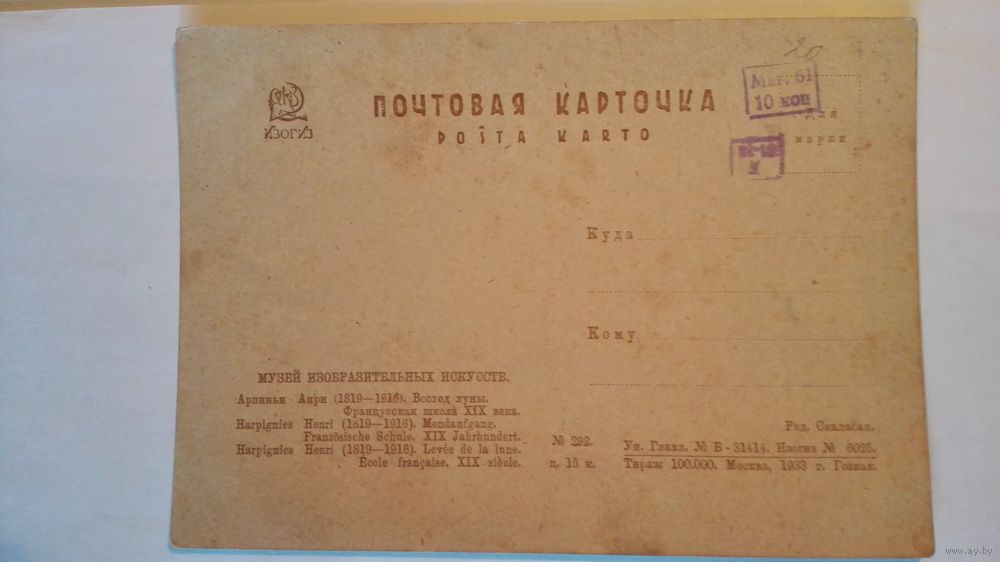 20
ИЗОГИЗ
ПОЧТОВАЯ КАРТОЧКА
POŜTA KARTO
Маг. 61
10 коп
Для
марки
Куда
Кому
МУЗЕЙ ИЗОБРАЗИТЕЛЬНЫХ ИСКУССТВ.
Арпиньи Анри (1819—1916). Восход луны.
Французская школа XIX века.
Harpignies Henri (1819—1916). Mondaufgang.
Französische Schule. XIX Jahrhundert.
Harpignies Henri (1819—1916). Levée de la lune.
École française. XIX siècle.
№ 292.
ц. 15 к.
Ред. Скалабан.
Уп. Главл. № Б-31414. Изогиз № 6025.
Тираж 100.000. Москва, 1933 г. Гознак.
www.ay.by